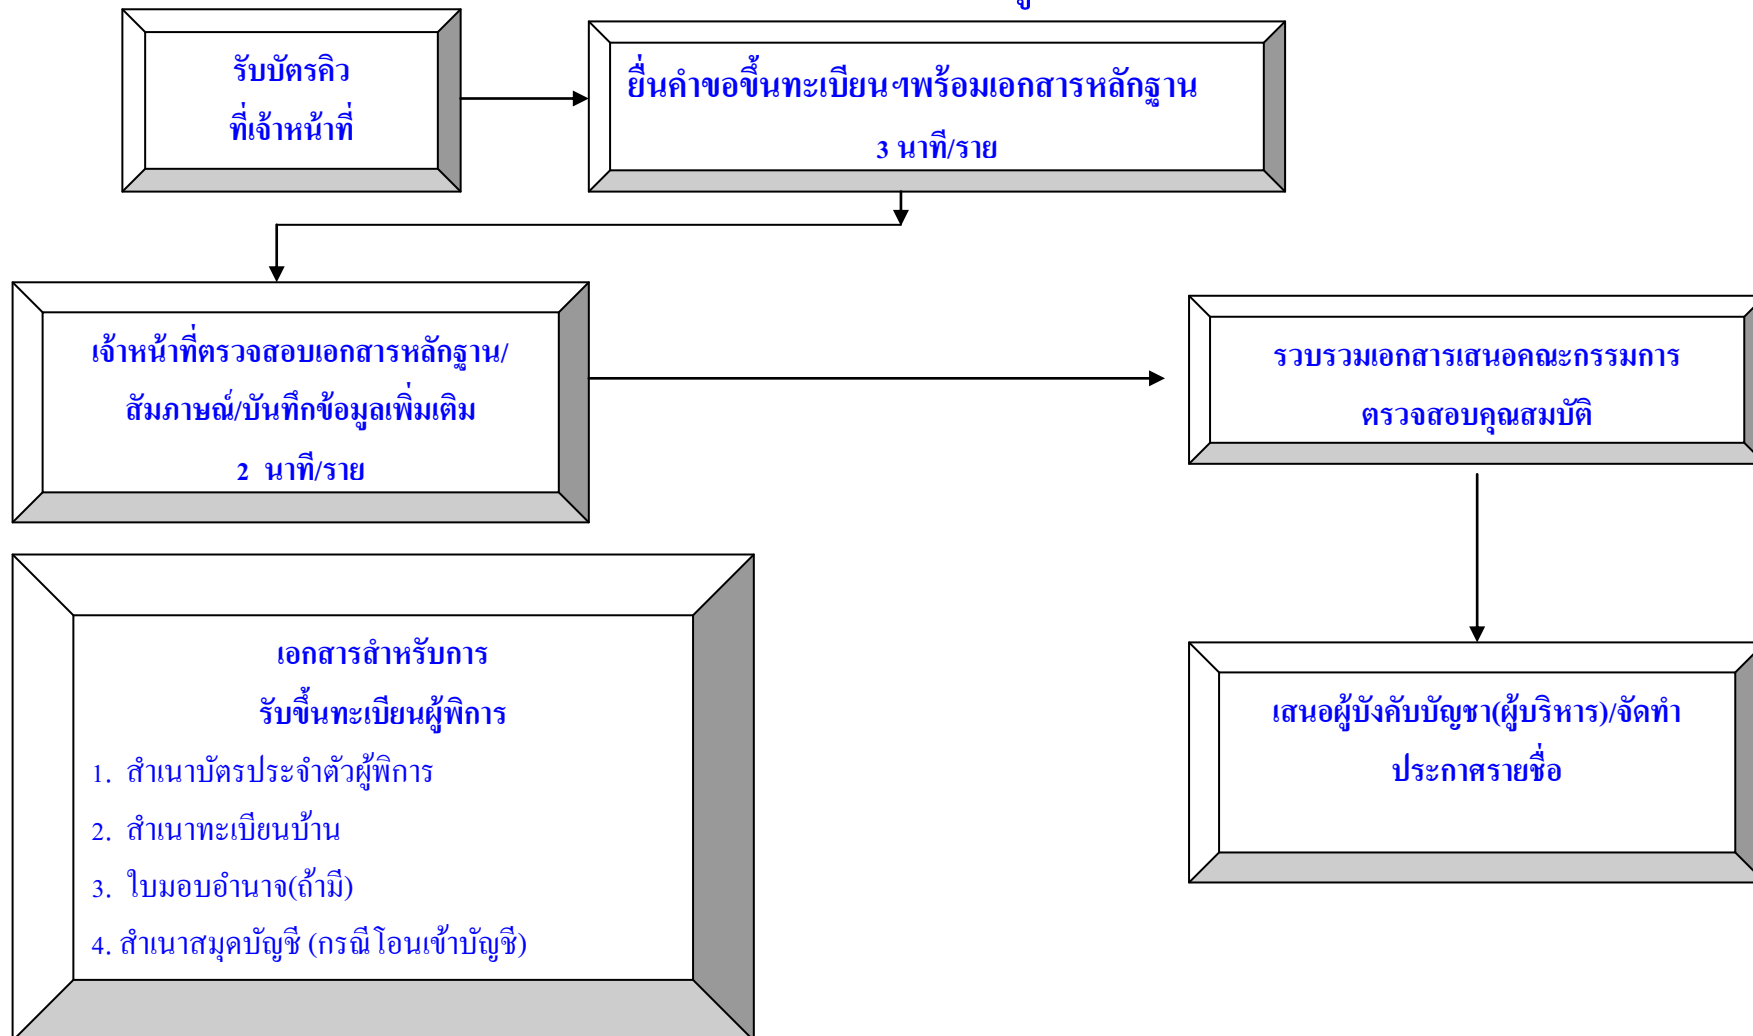 รับบัตรคิว
ที่เจ้าหน้าที่
ยื่นคำขอขึ้นทะเบียนฯพร้อมเอกสารหลักฐาน
3 นาที/ราย
เจ้าหน้าที่ตรวจสอบเอกสารหลักฐาน/
สัมภาษณ์/บันทึกข้อมูลเพิ่มเติม
2 นาที/ราย
รวบรวมเอกสารเสนอคณะกรรมการ
ตรวจสอบคุณสมบัติ
เสนอผู้บังคับบัญชา(ผู้บริหาร)/จัดทำ
ประกาศรายชื่อ
เอกสารสำหรับการ
รับขึ้นทะเบียนผู้พิการ
1. สำเนาบัตรประจำตัวผู้พิการ
2. สำเนาทะเบียนบ้าน
3. ใบมอบอำนาจ(ถ้ามี)
4. สำเนาสมุดบัญชี (กรณีโอนเข้าบัญชี)